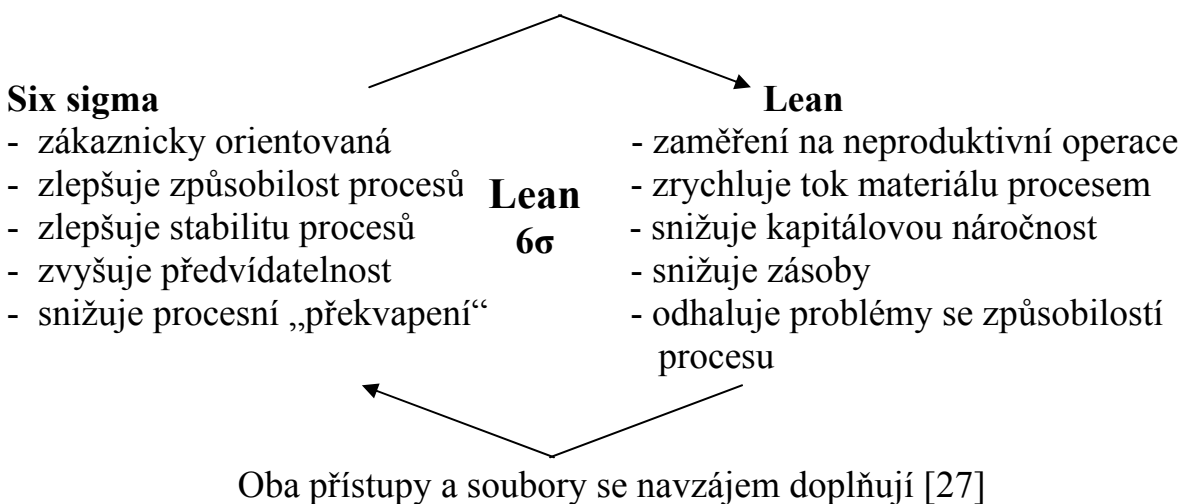 Six sigma
- zákaznicky orientovaná
- zlepšuje způsobilost procesů
- zlepšuje stabilitu procesů
- zvyšuje předvídatelnost
- snižuje procesní „překvapení“
Lean
6σ
Lean
- zaměření na neproduktivní operace
- zrychluje tok materiálu procesem
- snižuje kapitálovou náročnost
- snižuje zásoby
- odhaluje problémy se způsobilostí
procesu
Oba přístupy a soubory se navzájem doplňují [27]